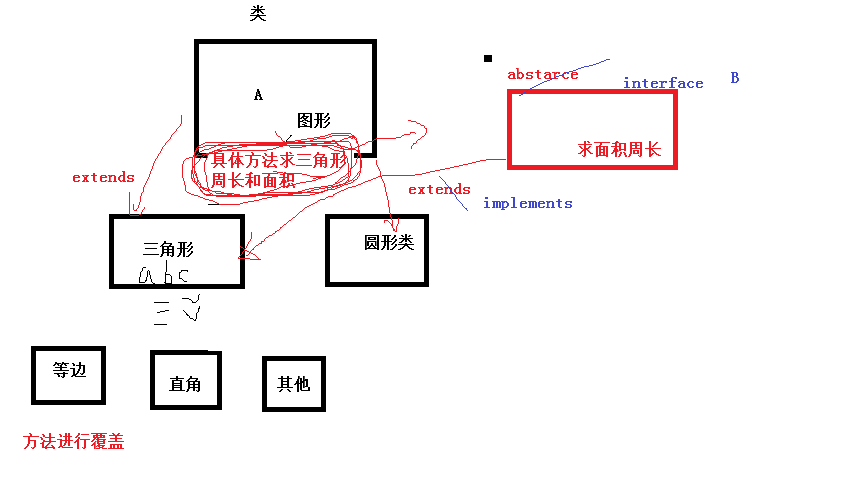 类
A
图形
具体方法求三角形
周长和面积
abstarce
interface
B
求面积周长
extends
extends
implements
三角形
abc
圆形类
等边
直角
其他
方法进行覆盖